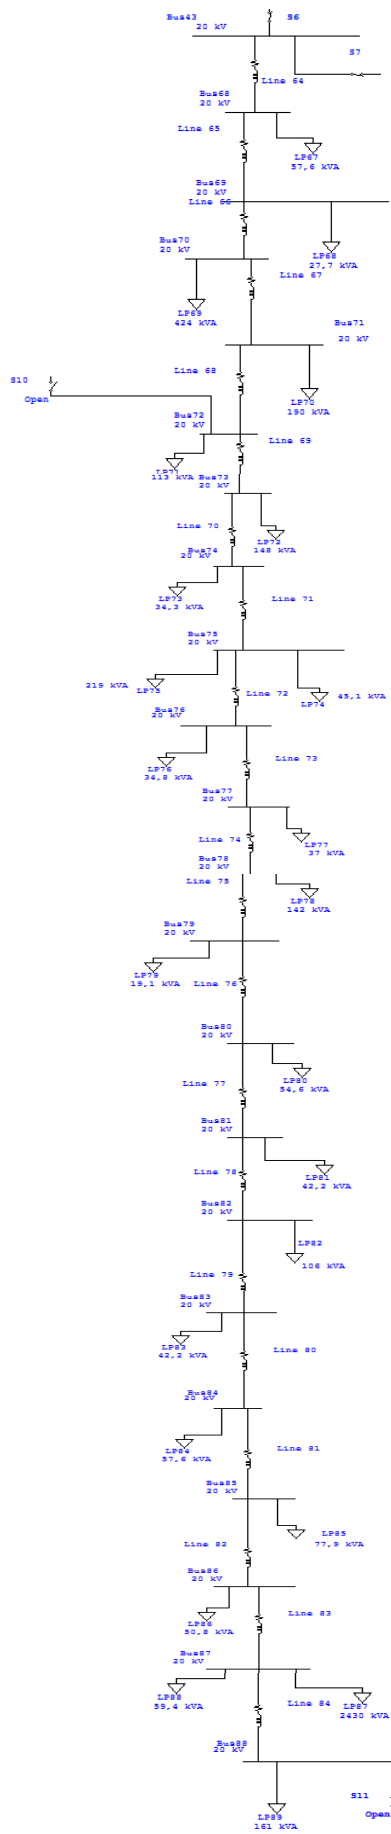 Bus43
S6
20 kV
S7
Line 64
Bus68
20 kV
Line 65
LP67
57,6 kVA
Bus69
20 kV
Line 66
Bus70
20 kV
LP68
27,7 kVA
Line 67
LP69
424 kVA
Bus71
20 kV
Line 68
S10
Open
LP70
190 kVA
Bus72
20 kV
Line 69
LP71
113 kVA
Bus73
20 kV
Line 70
LP72
148 kVA
Bus74
20 kV
LP73
34,3 kVA
Line 71
Bus75
20 kV
219 kVA
LP75
Line 72
45,1 kVA
LP74
Bus76
20 kV
Line 73
LP76
34,8 kVA
Bus77
20 kV
Line 74
LP77
37 kVA
Bus78
20 kV
Line 75
LP78
142 kVA
Bus79
20 kV
LP79
19,1 kVA
Line 76
Bus80
20 kV
LP80
54,6 kVA
Line 77
Bus81
20 kV
Line 78
LP81
42,2 kVA
Bus82
20 kV
LP82
106 kVA
Line 79
Bus83
20 kV
LP83
42,2 kVA
Line 80
Bus84
20 kV
LP84
57,6 kVA
Line 81
Bus85
20 kV
LP85
77,9 kVA
Line 82
Bus86
20 kV
LP86
50,8 kVA
Line 83
Bus87
20 kV
LP88
59,4 kVA
Line 84
LP87
2430 kVA
Bus88
20 kV
S11
Open
LP89
161 kVA